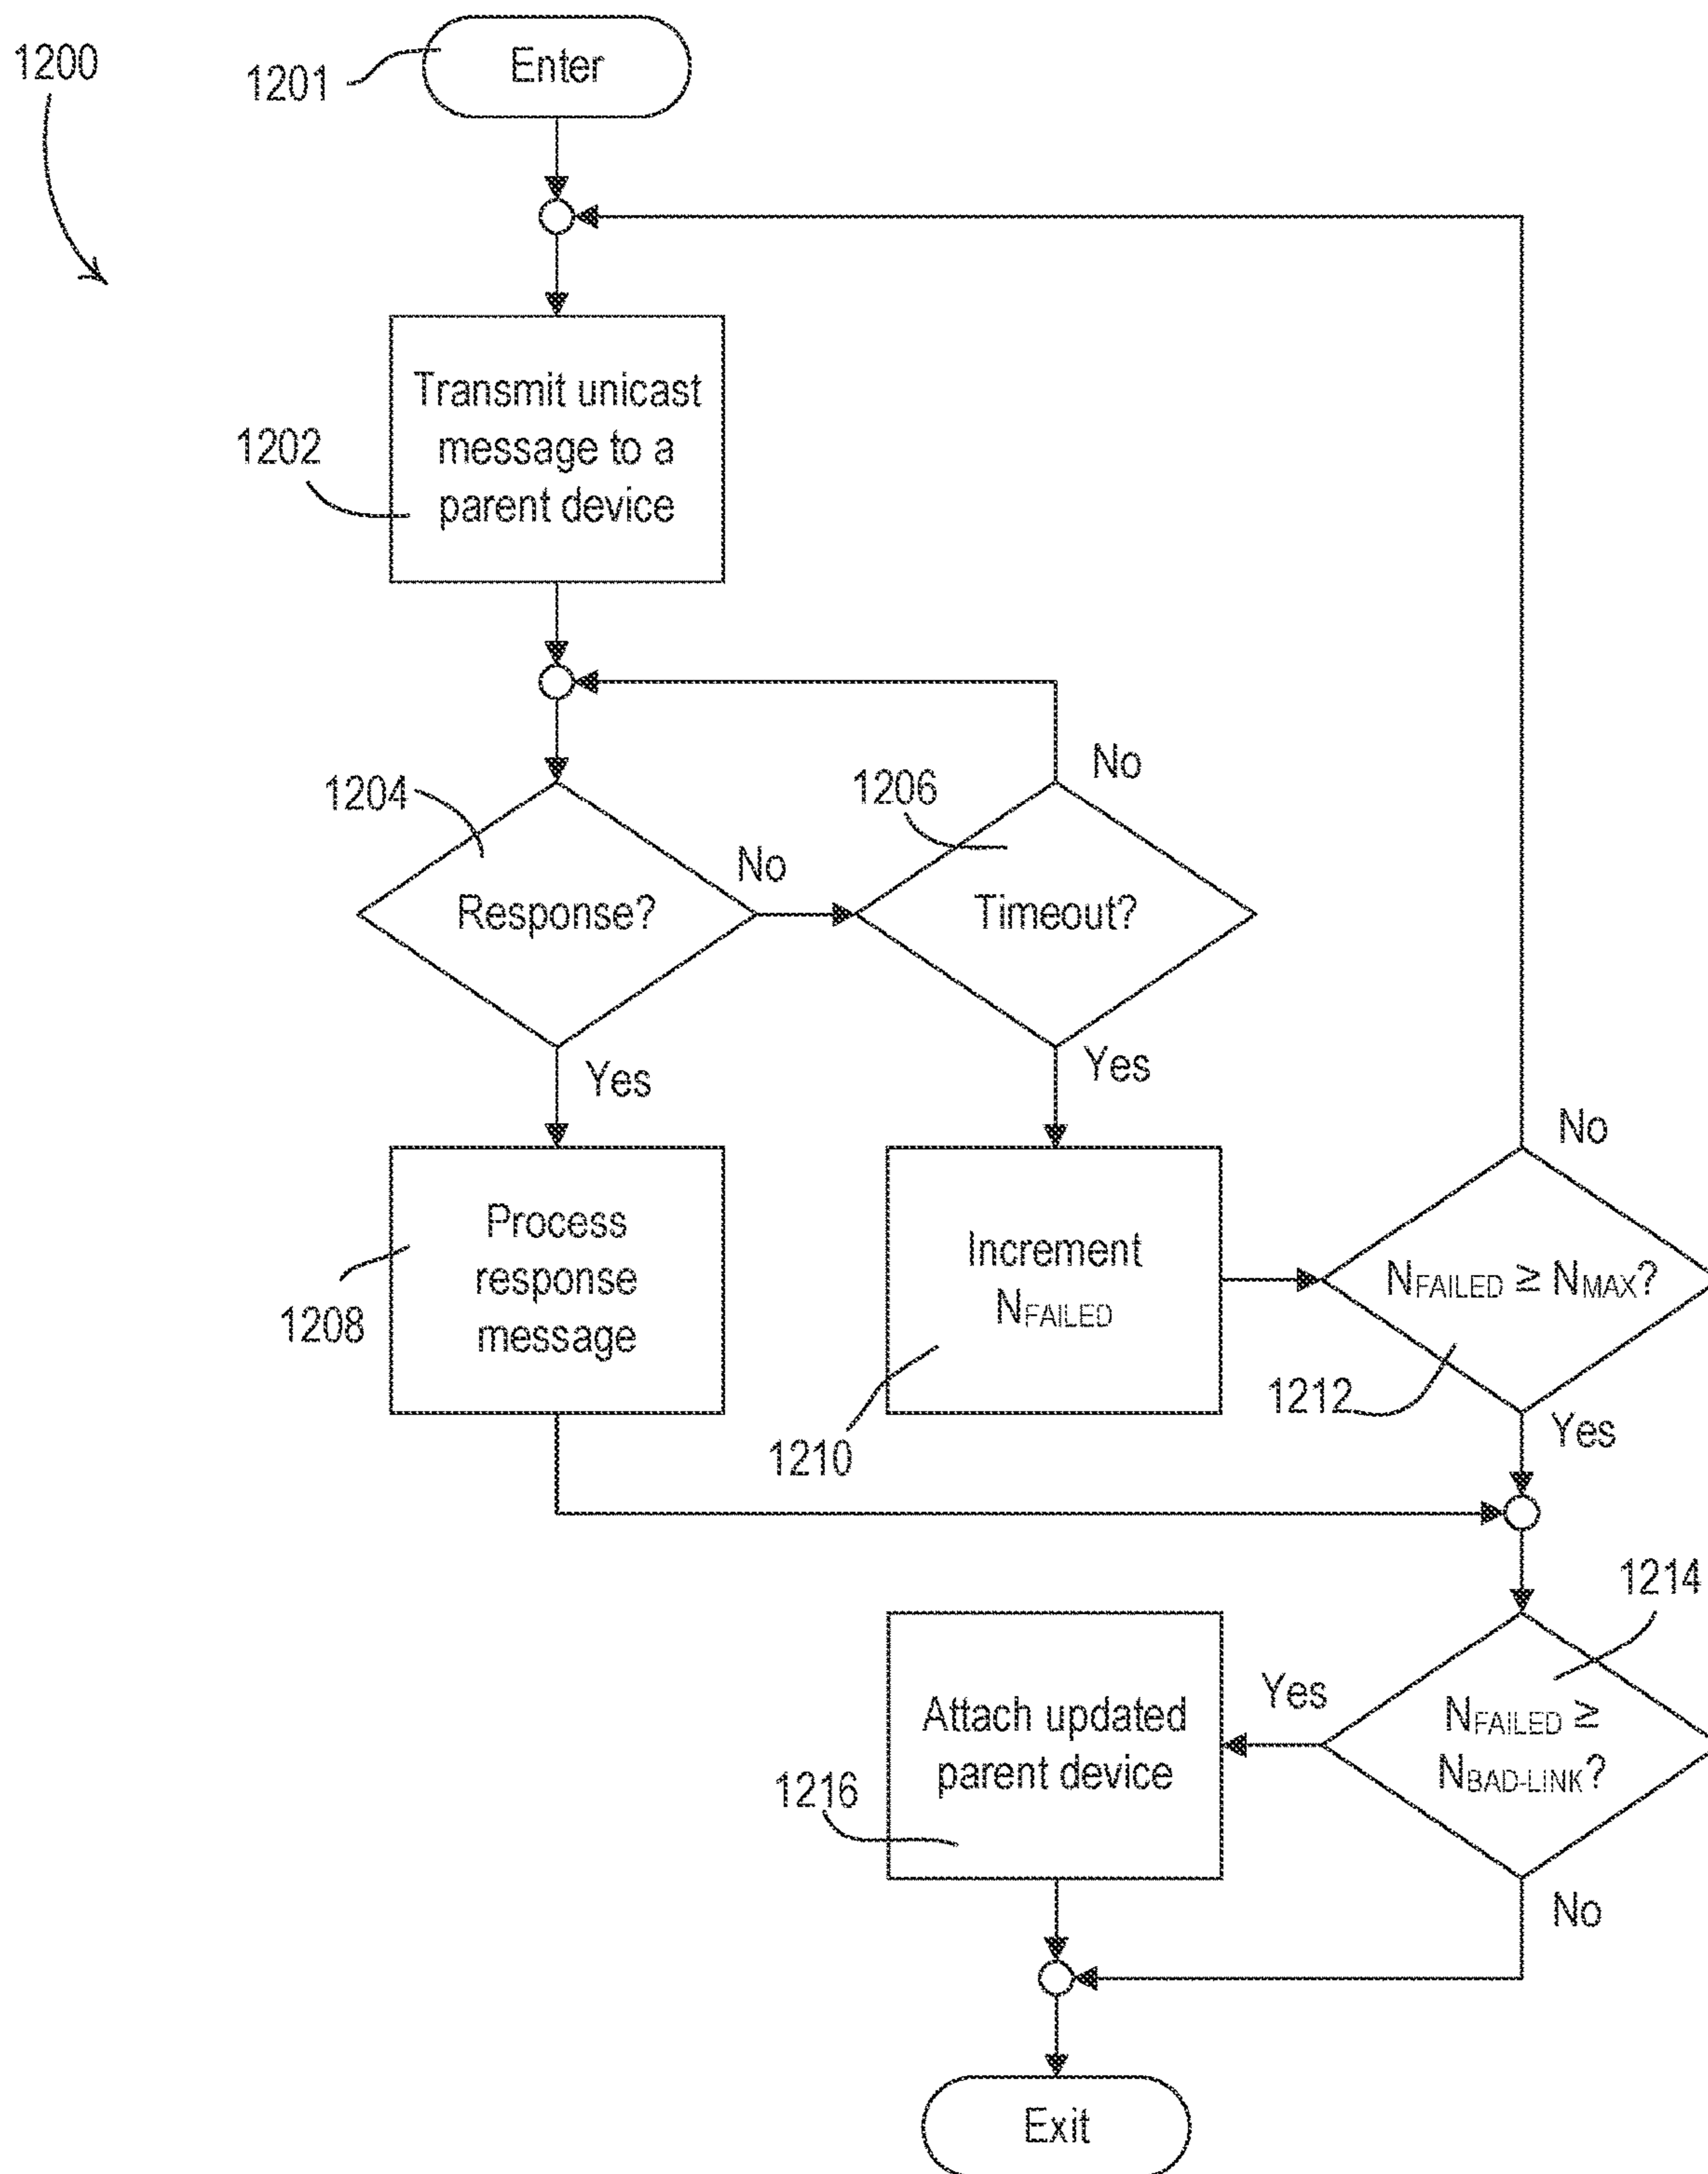 1200
1201
Enter
Transmit unicast
message to a
parent device
1202
No
1204
1206
Response?
No
Timeout?
Yes
Yes
No
Process
response
message
1208
Increment
NFAILED
1210
NFAILED ≥ NMAX?
1212
Yes
1214
Attach updated
parent device
1216
Yes
NFAILED ≥
NBAD-LINK?
No
Exit